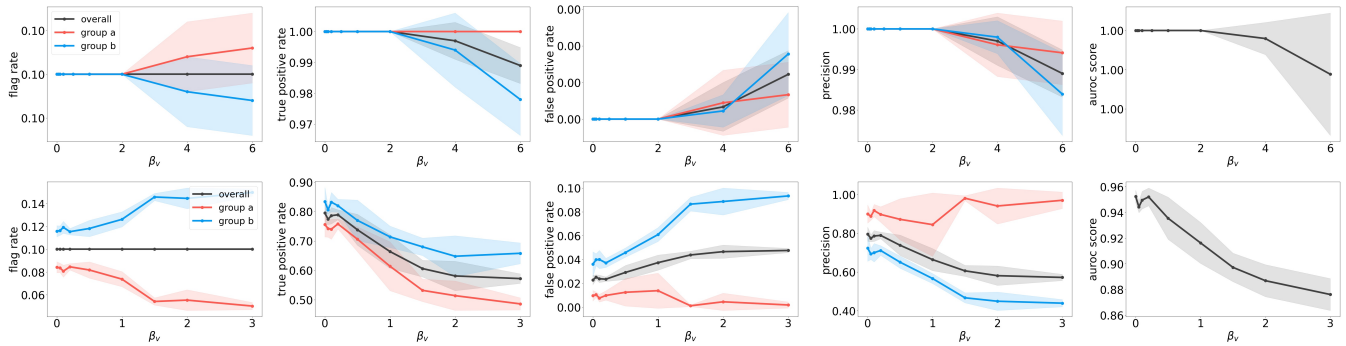 flag rate
0.10
0.10
0.10
overall
group a
group b
0 2 4 6
βv
true positive rate
1.00
0.99
0.98
0.97
0 2 4 6
βv
false positive rate
0.00
0.00
0.00
0 2 4 6
βv
precision
1.00
0.99
0.98
0 2 4 6
βv
auroc score
1.00
1.00
1.00
0 2 4 6
βv
flag rate
0.14
0.12
0.10
0.08
0.06
overall
group a
group b
0 1 2 3
βv
true positive rate
0.90
0.80
0.70
0.60
0.50
0 1 2 3
βv
false positive rate
0.10
0.08
0.06
0.04
0.02
0.00
0 1 2 3
βv
precision
1.00
0.80
0.60
0.40
0 1 2 3
βv
auroc score
0.96
0.94
0.92
0.90
0.88
0.86
0 1 2 3
βv